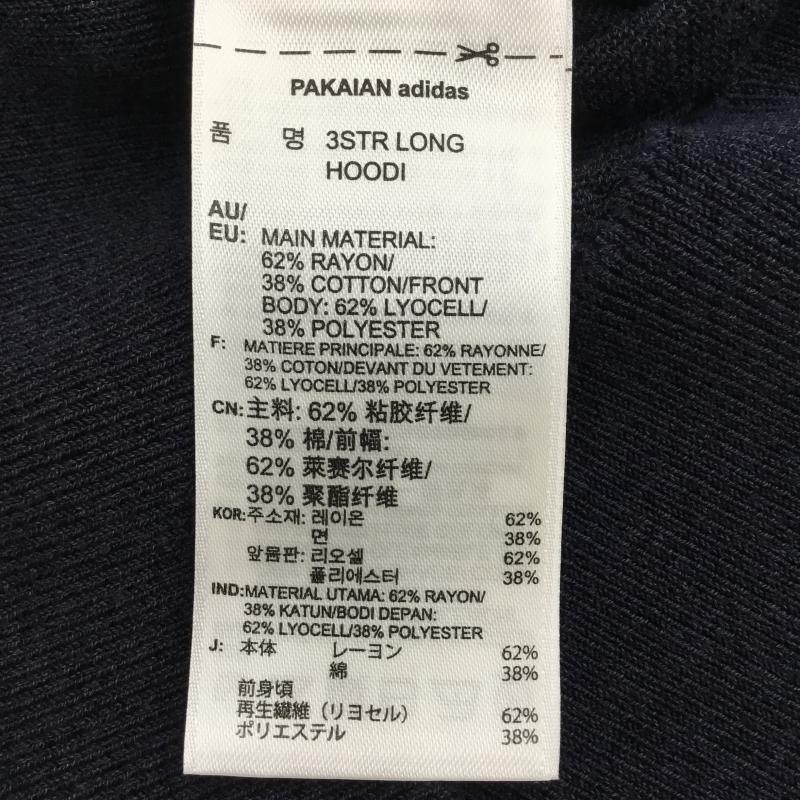 PAKAIAN adidas
품 명 3STR LONG
HOODI
AU/
EU: MAIN MATERIAL:
62% RAYON/
38% COTTON/FRONT
BODY: 62% LYOCELL/
38% POLYESTER
F: MATIERE PRINCIPALE: 62% RAYONNE/
38% COTON/DEVANT DU VETEMENT:
62% LYOCELL/38% POLYESTER
CN:主料: 62% 粘胶纤维/
38% 棉/前幅:
62% 莱赛尔纤维/
38% 聚酯纤维
KOR:주소재: 레이온 62%
면 38%
앞몸판: 리오셀 62%
폴리에스터 38%
IND:MATERIAL UTAMA: 62% RAYON/
38% KATUN/BODI DEPAN:
62% LYOCELL/38% POLYESTER
J: 本体 レーヨン 62%
綿 38%
前身頃
再生繊維（リヨセル） 62%
ポリエステル 38%